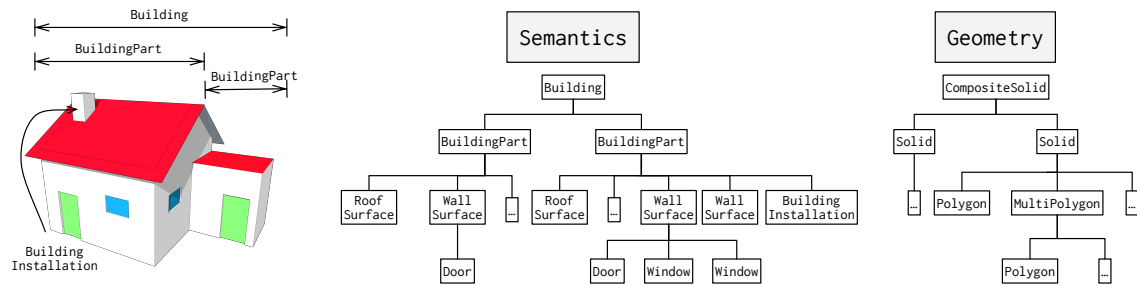 Building
BuildingPart
BuildingPart
Building
Installation
Semantics
Building
BuildingPart
BuildingPart
Roof
Surface
Wall
Surface
…
Roof
Surface
…
Wall
Surface
Wall
Surface
Building
Installation
Door
Door
Window
Window
Geometry
CompositeSolid
Solid
Solid
…
Polygon
MultiPolygon
…
Polygon
…